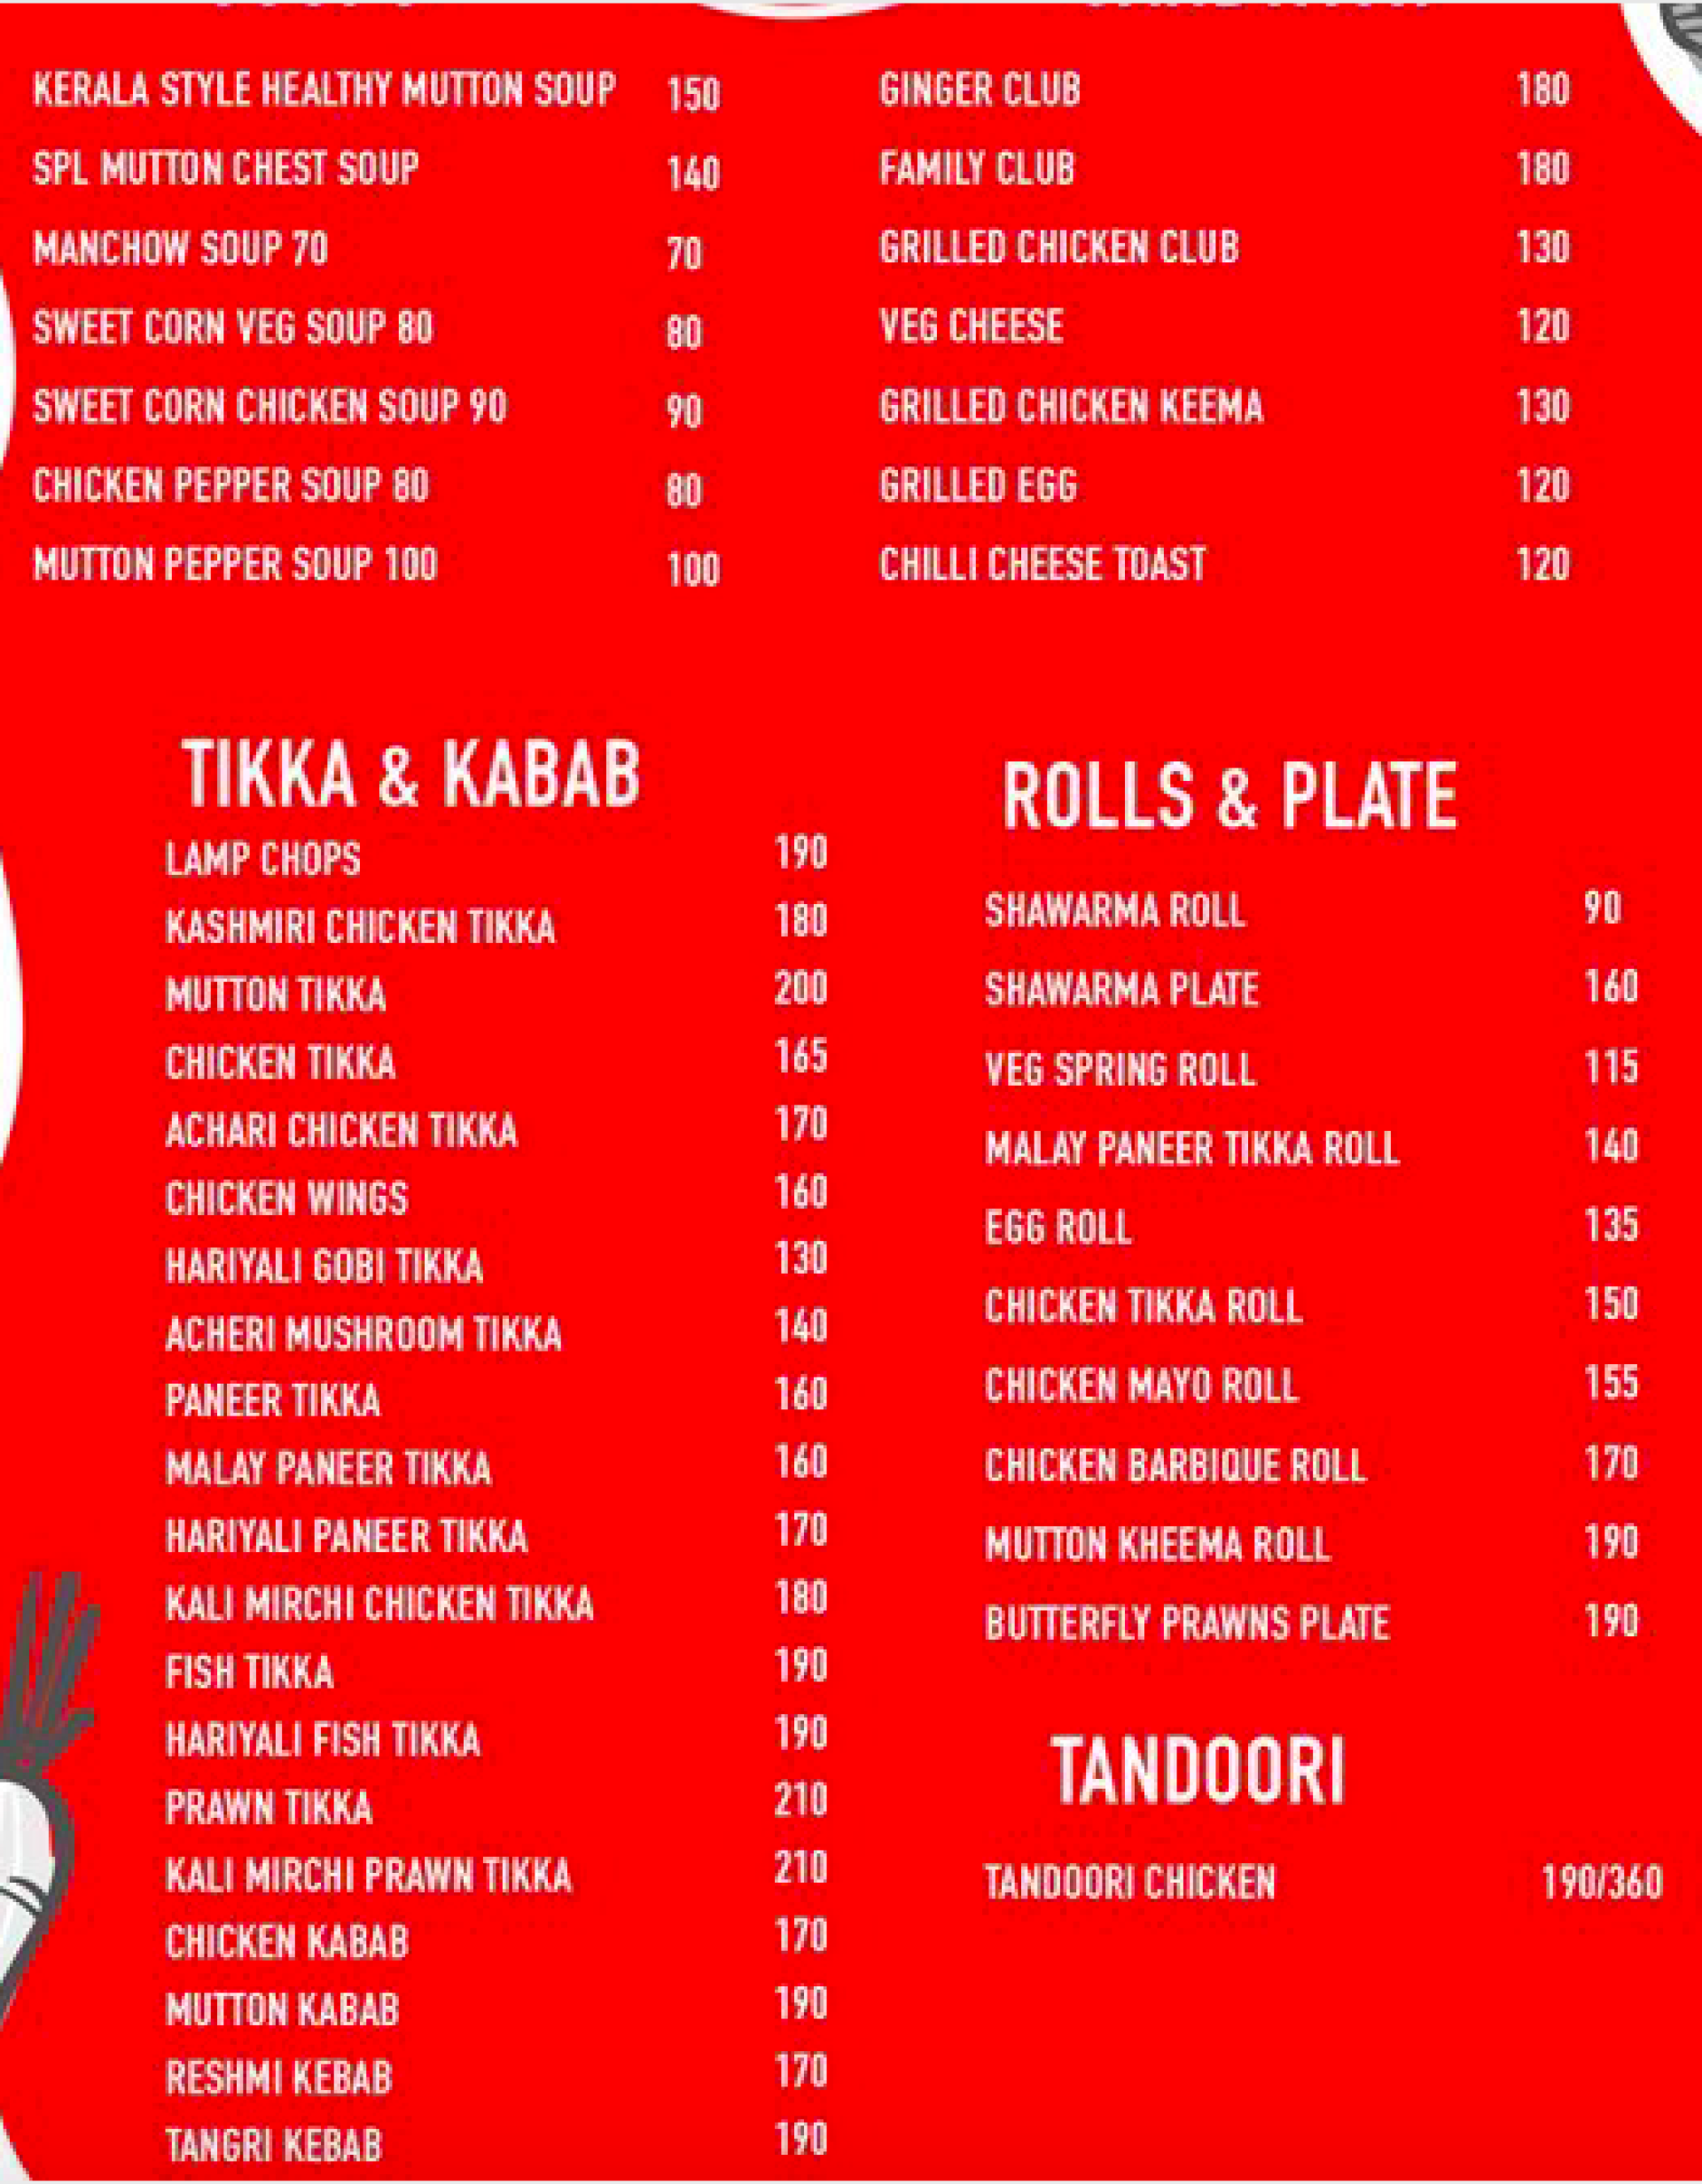 KERALA STYLE HEALTHY MUTTON SOUP 150
SPL MUTTON CHEST SOUP 140
MANCHOW SOUP 70 70
SWEET CORN VEG SOUP 80 80
SWEET CORN CHICKEN SOUP 90 90
CHICKEN PEPPER SOUP 80 80
MUTTON PEPPER SOUP 100 100
GINGER CLUB 180
FAMILY CLUB 180
GRILLED CHICKEN CLUB 130
VEG CHEESE 120
GRILLED CHICKEN KEEMA 130
GRILLED EGG 120
CHILLI CHEESE TOAST 120
TIKKA & KABAB
LAMP CHOPS 190
KASHMIRI CHICKEN TIKKA 180
MUTTON TIKKA 200
CHICKEN TIKKA 165
ACHARI CHICKEN TIKKA 170
CHICKEN WINGS 160
HARIYALI GOBI TIKKA 130
ACHERI MUSHROOM TIKKA 140
PANEER TIKKA 160
MALAY PANEER TIKKA 160
HARIYALI PANEER TIKKA 170
KALI MIRCHI CHICKEN TIKKA 180
FISH TIKKA 190
HARIYALI FISH TIKKA 190
PRAWN TIKKA 210
KALI MIRCHI PRAWN TIKKA 210
CHICKEN KABAB 170
MUTTON KABAB 190
RESHMI KEBAB 170
TANGRI KEBAB 190
ROLLS & PLATE
SHAWARMA ROLL 90
SHAWARMA PLATE 160
VEG SPRING ROLL 115
MALAY PANEER TIKKA ROLL 140
EGG ROLL 135
CHICKEN TIKKA ROLL 150
CHICKEN MAYO ROLL 155
CHICKEN BARBIQUE ROLL 170
MUTTON KHEEMA ROLL 190
BUTTERFLY PRAWNS PLATE 190
TANDOORI
TANDOORI CHICKEN 190/360